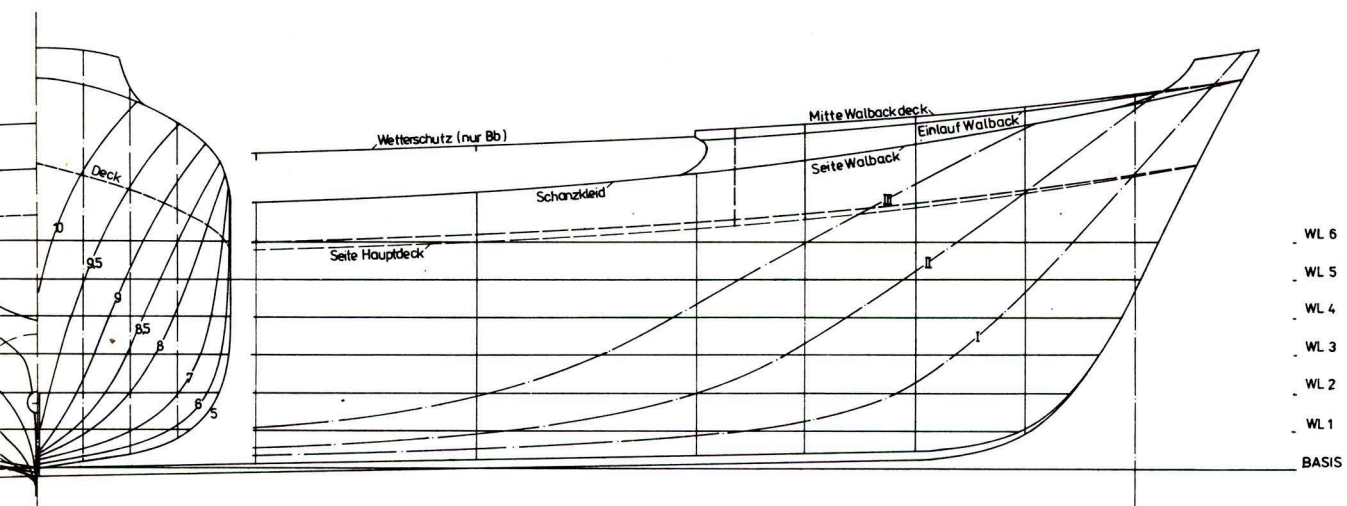 Mitte Walbackdeck
Wetterschutz (nur Bb)
Einlauf Walback
Seite Walback
Deck
Schanzkleid
III
10
WL 6
Seite Hauptdeck
9,5
II
WL 5
9
WL 4
8,5
I
8
WL 3
7
WL 2
6
5
WL 1
BASIS